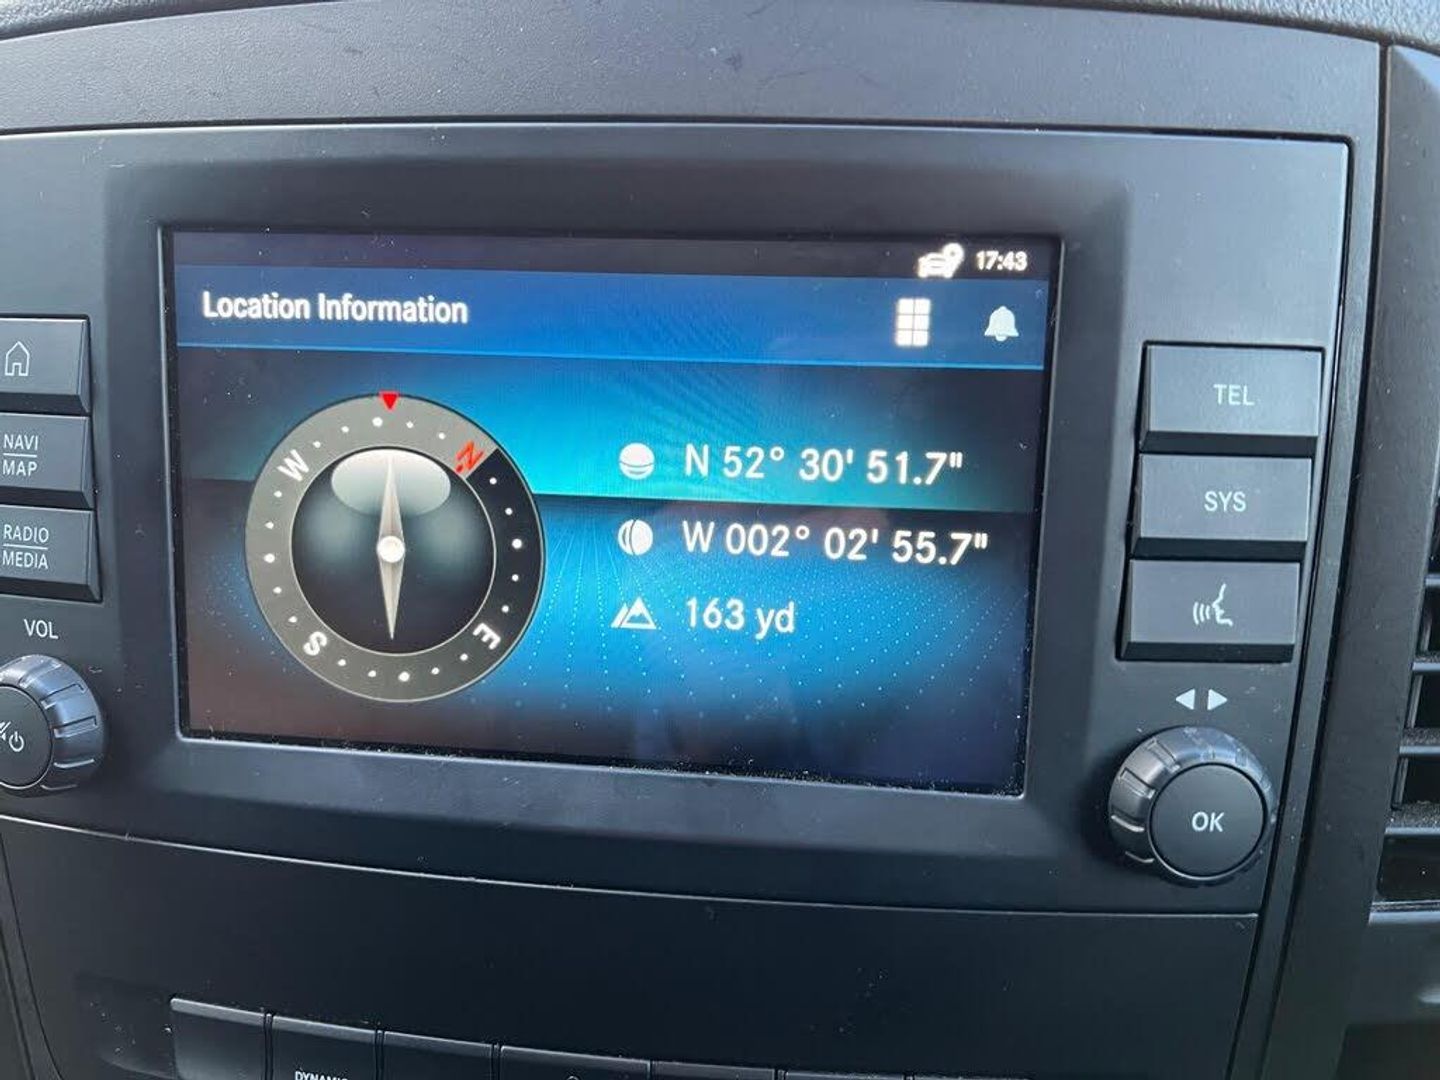 17:43
Location Information
N
W
S
E
N 52° 30' 51.7"
W 002° 02' 55.7"
163 yd
NAVI
MAP
RADIO
MEDIA
VOL
TEL
SYS
OK